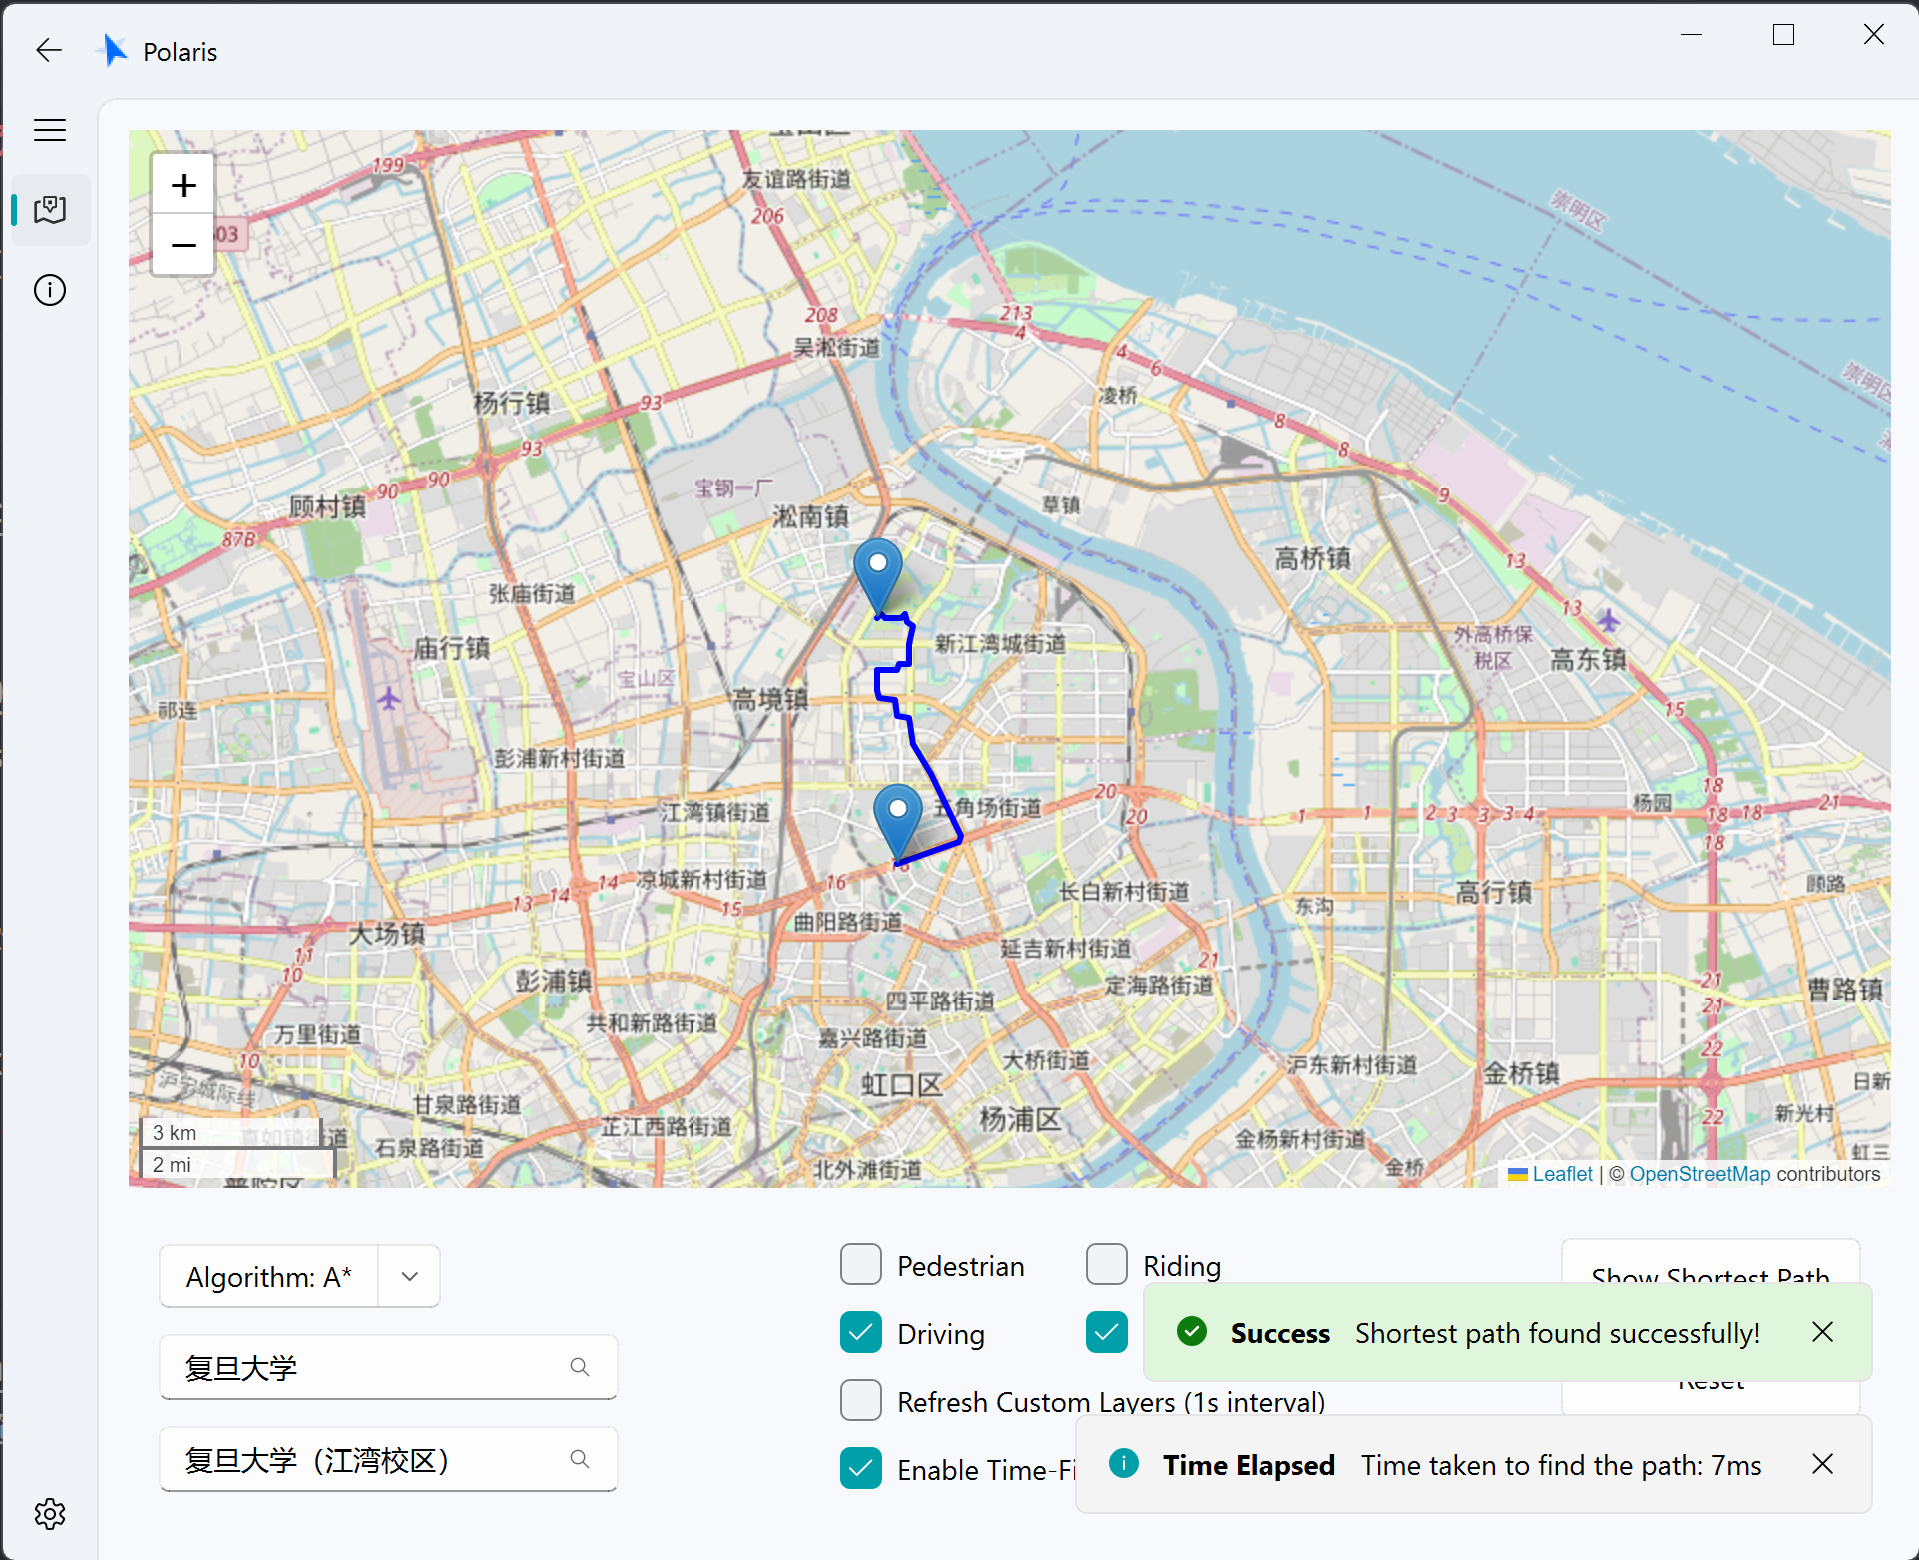 Polaris
199
友谊路街道
崇明区
206
03
208
213
4
吴淞街道
4
6
崇明区
凌桥
杨行镇
93
8
93
8
宝钢一厂
90
90
9
顾村镇
淞南镇
草镇
87B
高桥镇
13
张庙街道
13
新江湾城街道
外高桥保
税区
庙行镇
高东镇
宝山区
高境镇
祁连
15
彭浦新村街道
18
20
杨园
江湾镇街道
五角场街道
20
1
1
2
3
3
3
4
18
18
21
18
14
14
凉城新村街道
16
长白新村街道
高行镇
顾路
13
15
曲阳路街道
东沟
大场镇
延吉新村街道
11
10
21
彭浦镇
定海路街道
21
曹路镇
四平路街道
21
万里街道
共和新路街道
嘉兴路街道
22
10
大桥街道
沪东新村街道
金桥镇
虹口区
日新
甘泉路街道
杨浦区
22
新光村
3 km
芷江西路街道
金杨新村街道
石泉路街道
2 mi
北外滩街道
金桥
Leaflet | © OpenStreetMap contributors
Algorithm: A*
Pedestrian
Riding
Show Shortest Path
Driving
Success Shortest path found successfully!
复旦大学
Reset
Refresh Custom Layers (1s interval)
复旦大学（江湾校区）
Enable Time-Fi
Time Elapsed Time taken to find the path: 7ms